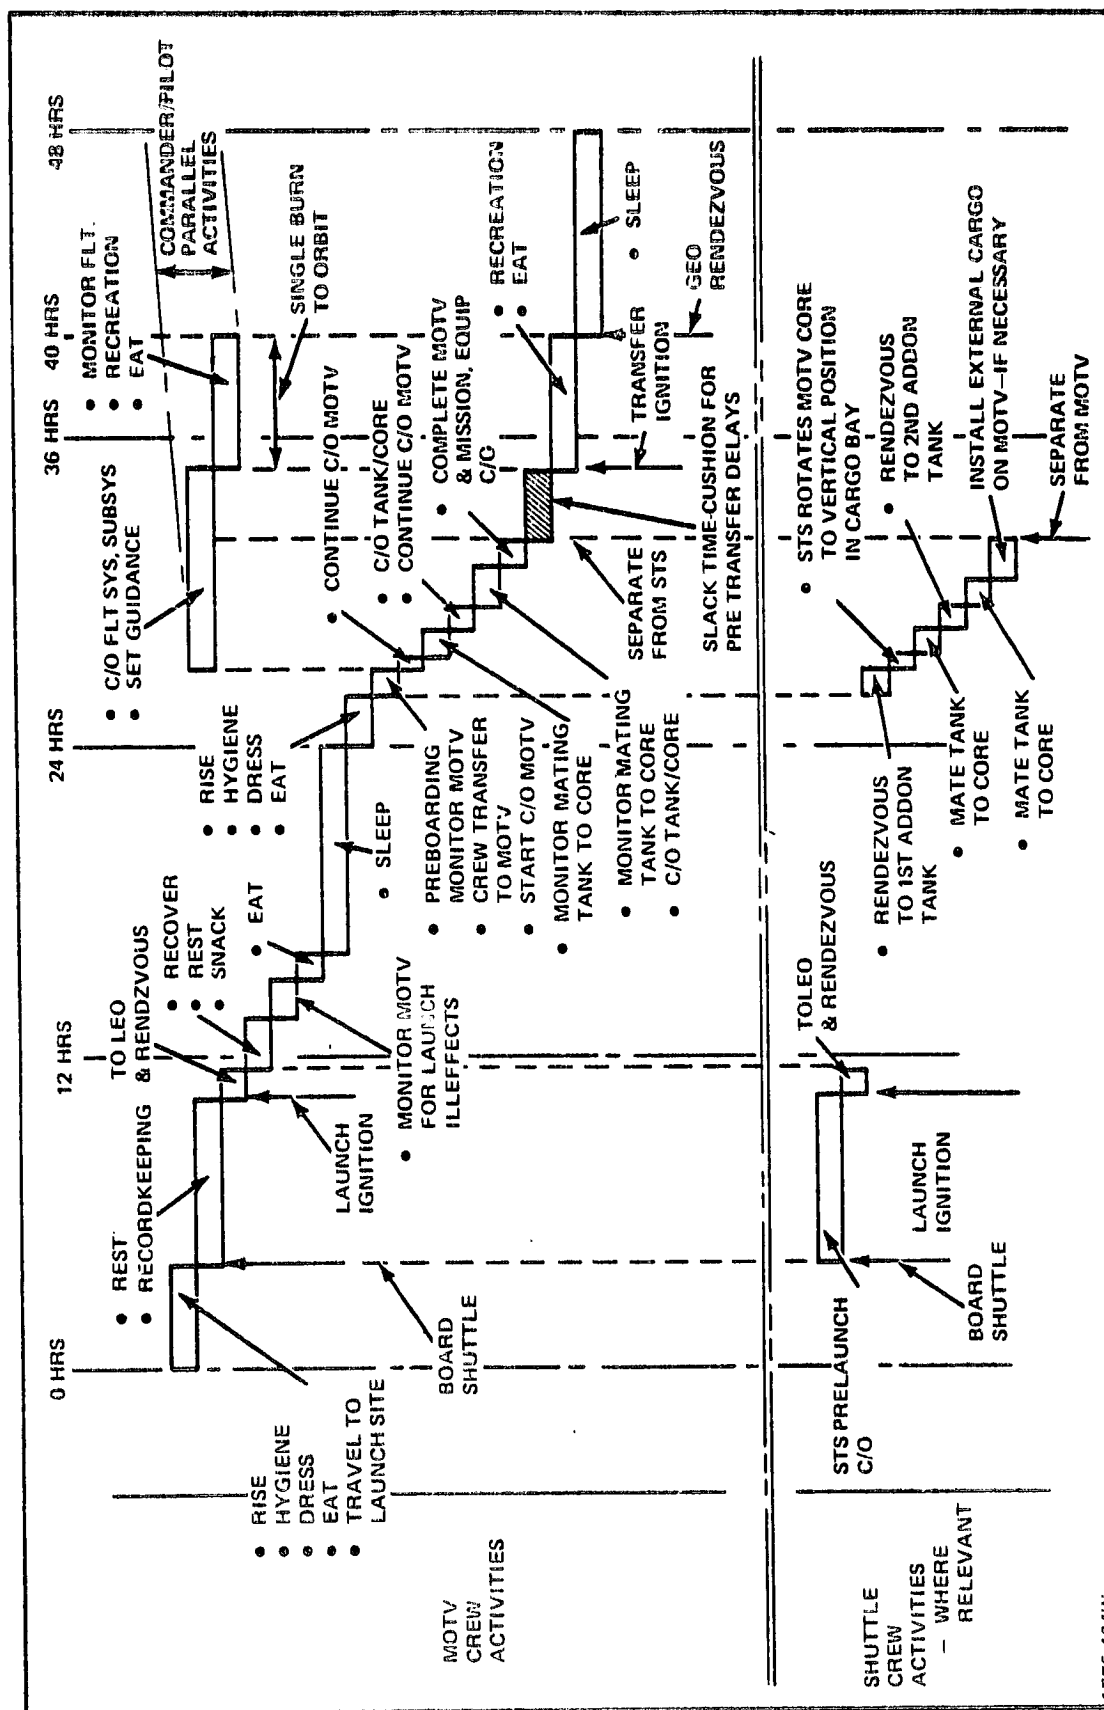 0 HRS
12 HRS
24 HRS
36 HRS
40 HRS
48 HRS
MOTV
CREW
ACTIVITIES
• RISE
• HYGIENE
• DRESS
• EAT
• TRAVEL TO
LAUNCH SITE
• REST
• RECORDKEEPING
BOARD
SHUTTLE
TO LEO
& RENDZVOUS
LAUNCH
IGNITION
• RECOVER
• REST
• SNACK
• MONITOR MOTV
FOR LAUNCH
ILLEFFECTS
• EAT
• SLEEP
• RISE
• HYGIENE
• DRESS
• EAT
• PREBOARDING
MONITOR MOTV
• CREW TRANSFER
TO MOTV
• START C/O MOTV
• MONITOR MATING
TANK TO CORE
• MONITOR MATING
TANK TO CORE
• C/O TANK/CORE
• C/O FLT SYS, SUBSYS
• SET GUIDANCE
• CONTINUE C/O MOTV
• C/O TANK/CORE
• CONTINUE C/O MOTV
• COMPLETE MOTV
& MISSION, EQUIP
C/O
SEPARATE
FROM STS
SLACK TIME-CUSHION FOR
PRE TRANSFER DELAYS
• TRANSFER
IGNITION
• MONITOR FLT.
• RECREATION
• EAT
COMMANDER/PILOT
PARALLEL
ACTIVITIES
SINGLE BURN
TO ORBIT
• RECREATION
• EAT
• SLEEP
GEO
RENDEZVOUS
SHUTTLE
CREW
ACTIVITIES
– WHERE
RELEVANT
STS PRELAUNCH
C/O
BOARD
SHUTTLE
LAUNCH
IGNITION
TOLEO
& RENDEZVOUS
• RENDEZVOUS
TO 1ST ADDON
TANK
• STS ROTATES MOTV CORE
TO VERTICAL POSITION
IN CARGO BAY
• MATE TANK
TO CORE
• RENDEZVOUS
TO 2ND ADDON
TANK
• MATE TANK
TO CORE
INSTALL EXTERNAL CARGO
ON MOTV–IF NECESSARY
SEPARATE
FROM MOTV